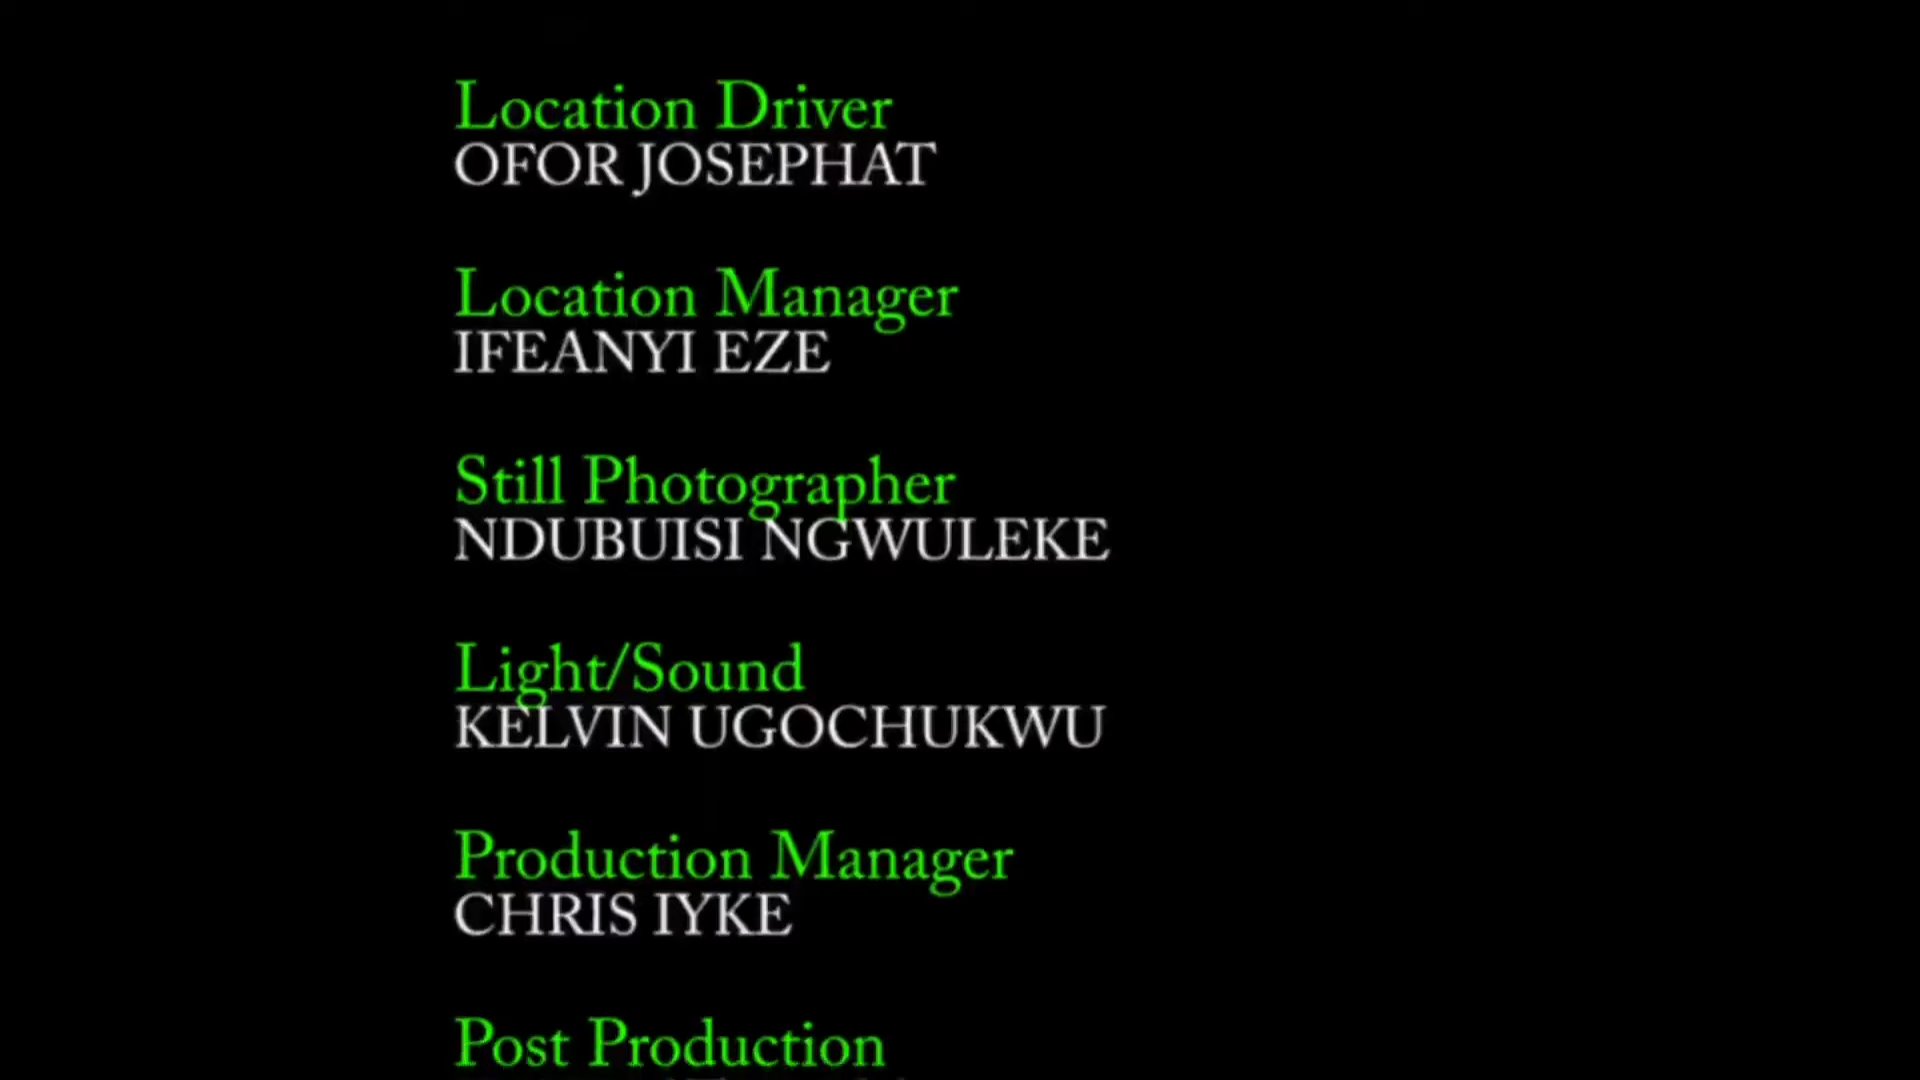 Location Driver
OFOR JOSEPHAT
Location Manager
IFEANYI EZE
Still Photographer
NDUBUISI NGWULEKE
Light/Sound
KELVIN UGOCHUKWU
Production Manager
CHRIS IYKE
Post Production